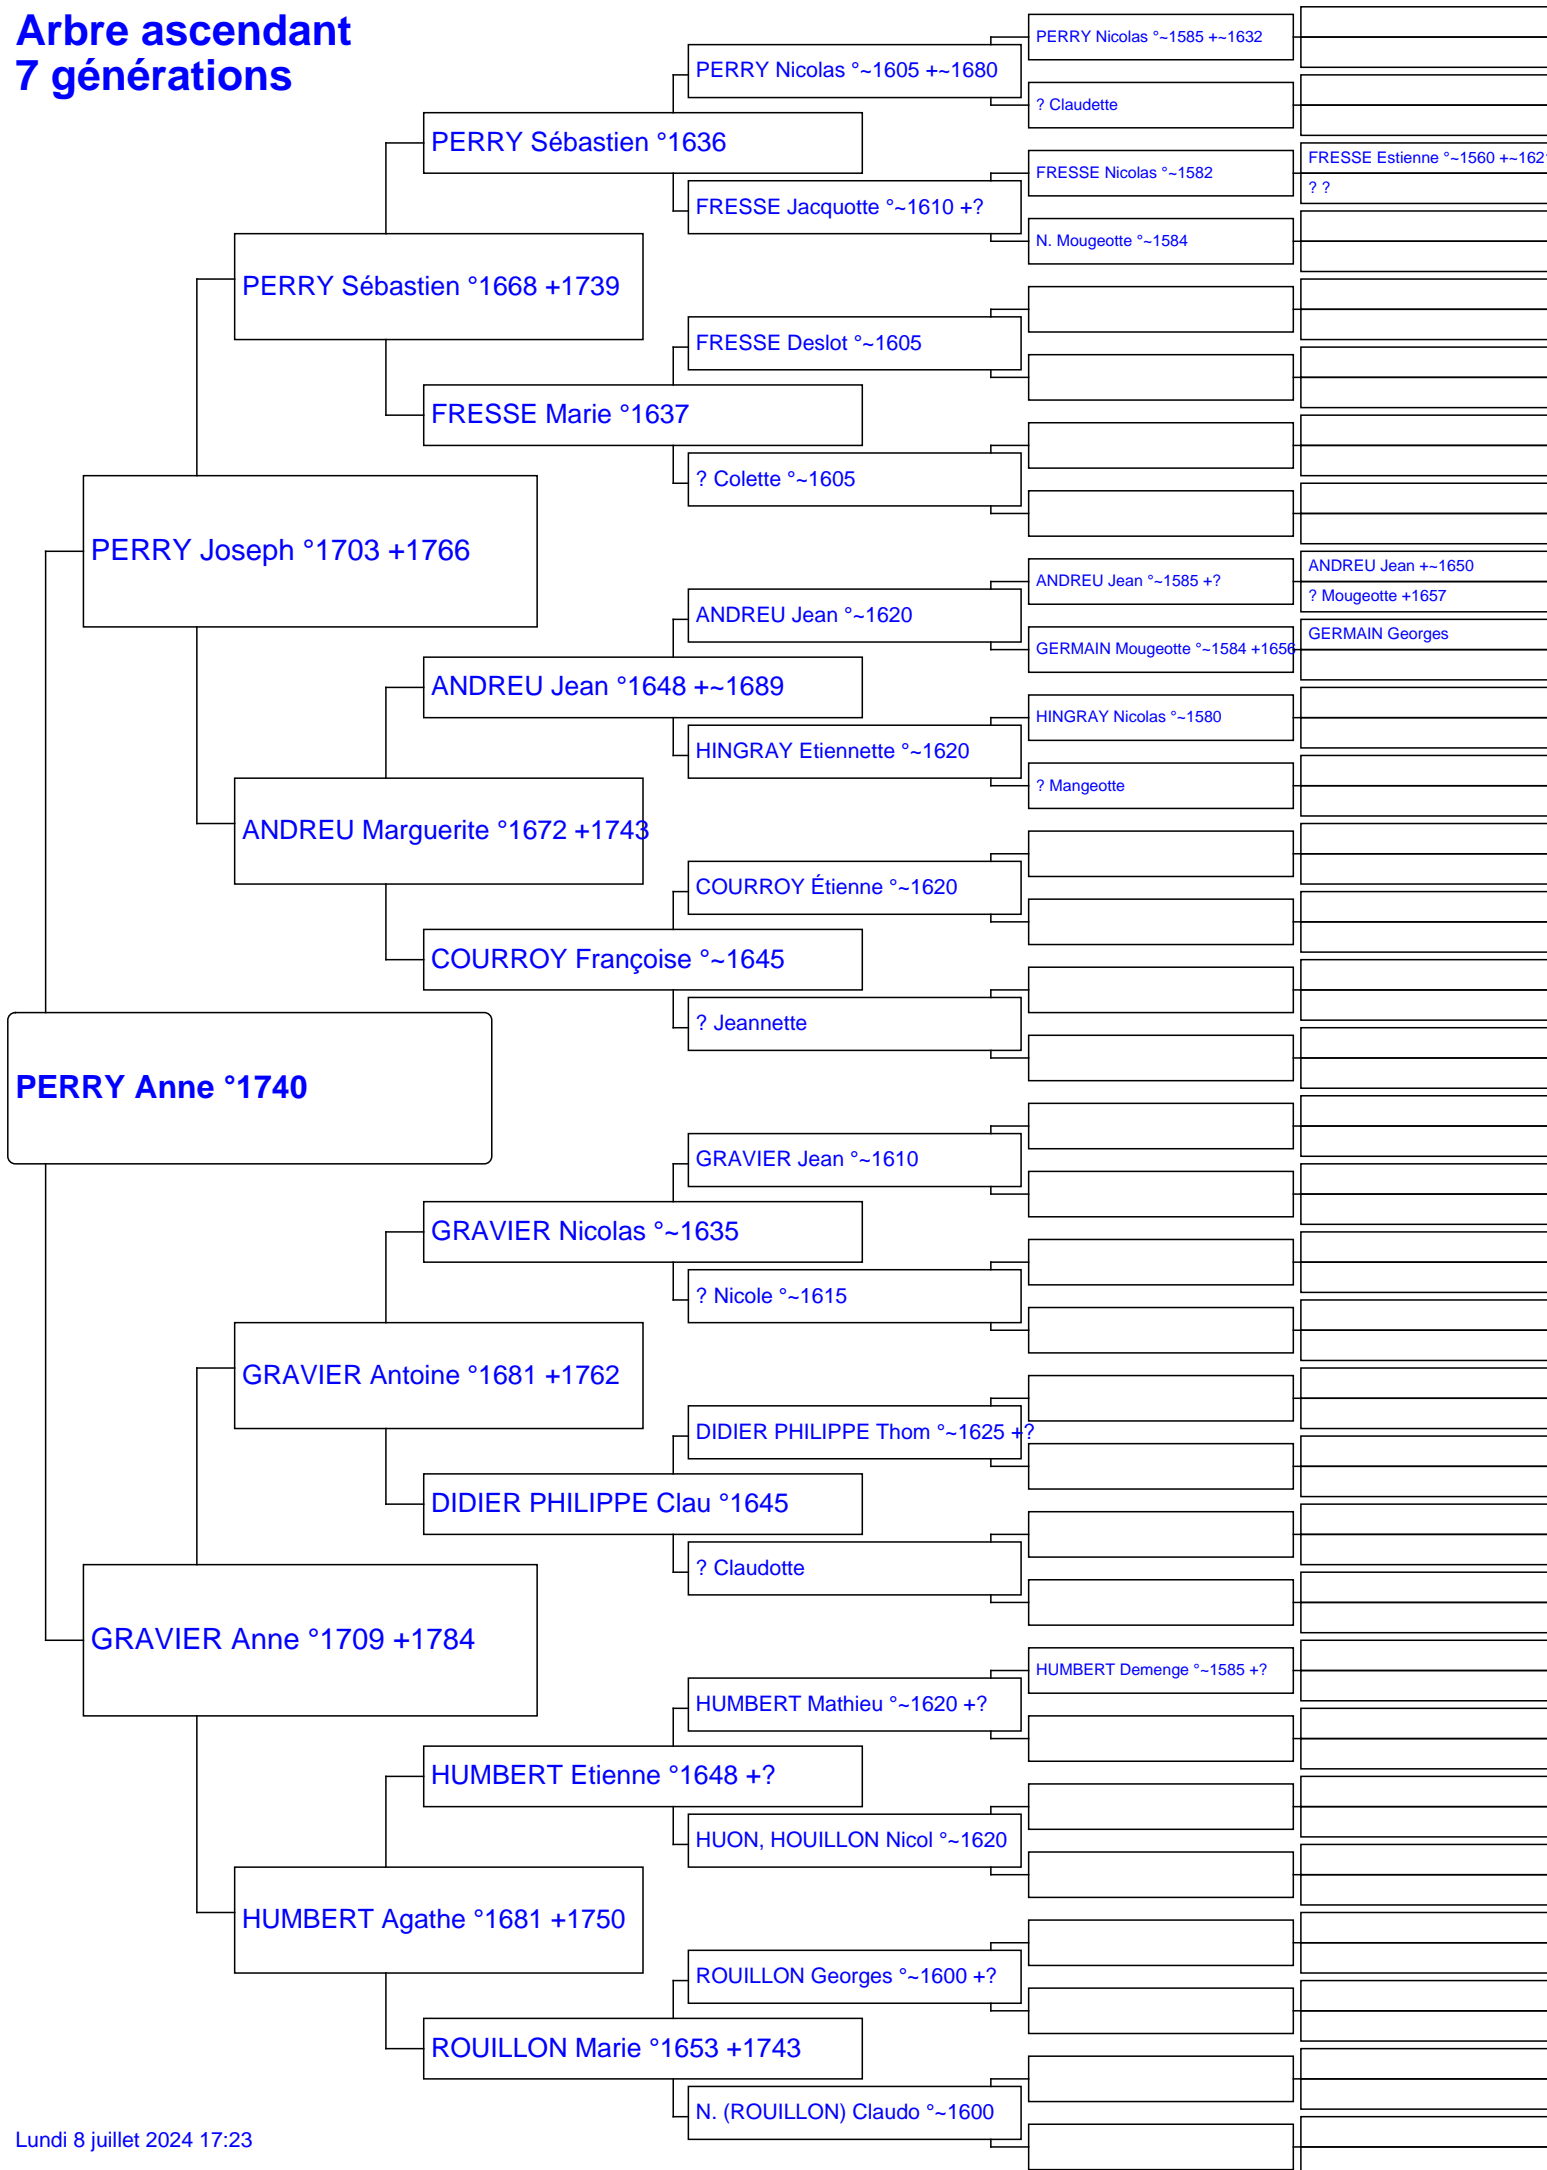 Arbre ascendant
7 générations
PERRY Nicolas °~1585 +~1632
PERRY Nicolas °~1605 +~1680
? Claudette
PERRY Sébastien °1636
FRESSE Estienne °~1560 +~162
FRESSE Nicolas °~1582
? ?
FRESSE Jacquotte °~1610 +?
N. Mougeotte °~1584
PERRY Sébastien °1668 +1739
FRESSE Deslot °~1605
FRESSE Marie °1637
? Colette °~1605
PERRY Joseph °1703 +1766
ANDREU Jean +~1650
ANDREU Jean °~1585 +?
? Mougeotte +1657
ANDREU Jean °~1620
GERMAIN Georges
GERMAIN Mougeotte °~1584 +1656
ANDREU Jean °1648 +~1689
HINGRAY Nicolas °~1580
HINGRAY Etiennette °~1620
? Mangeotte
ANDREU Marguerite °1672 +1743
COURROY Étienne °~1620
COURROY Françoise °~1645
? Jeannette
PERRY Anne °1740
GRAVIER Jean °~1610
GRAVIER Nicolas °~1635
? Nicole °~1615
GRAVIER Antoine °1681 +1762
DIDIER PHILIPPE Thom °~1625 +?
DIDIER PHILIPPE Clau °1645
? Claudotte
GRAVIER Anne °1709 +1784
HUMBERT Demenge °~1585 +?
HUMBERT Mathieu °~1620 +?
HUMBERT Etienne °1648 +?
HUON, HOUILLON Nicol °~1620
HUMBERT Agathe °1681 +1750
ROUILLON Georges °~1600 +?
ROUILLON Marie °1653 +1743
N. (ROUILLON) Claudo °~1600
Lundi 8 juillet 2024 17:23